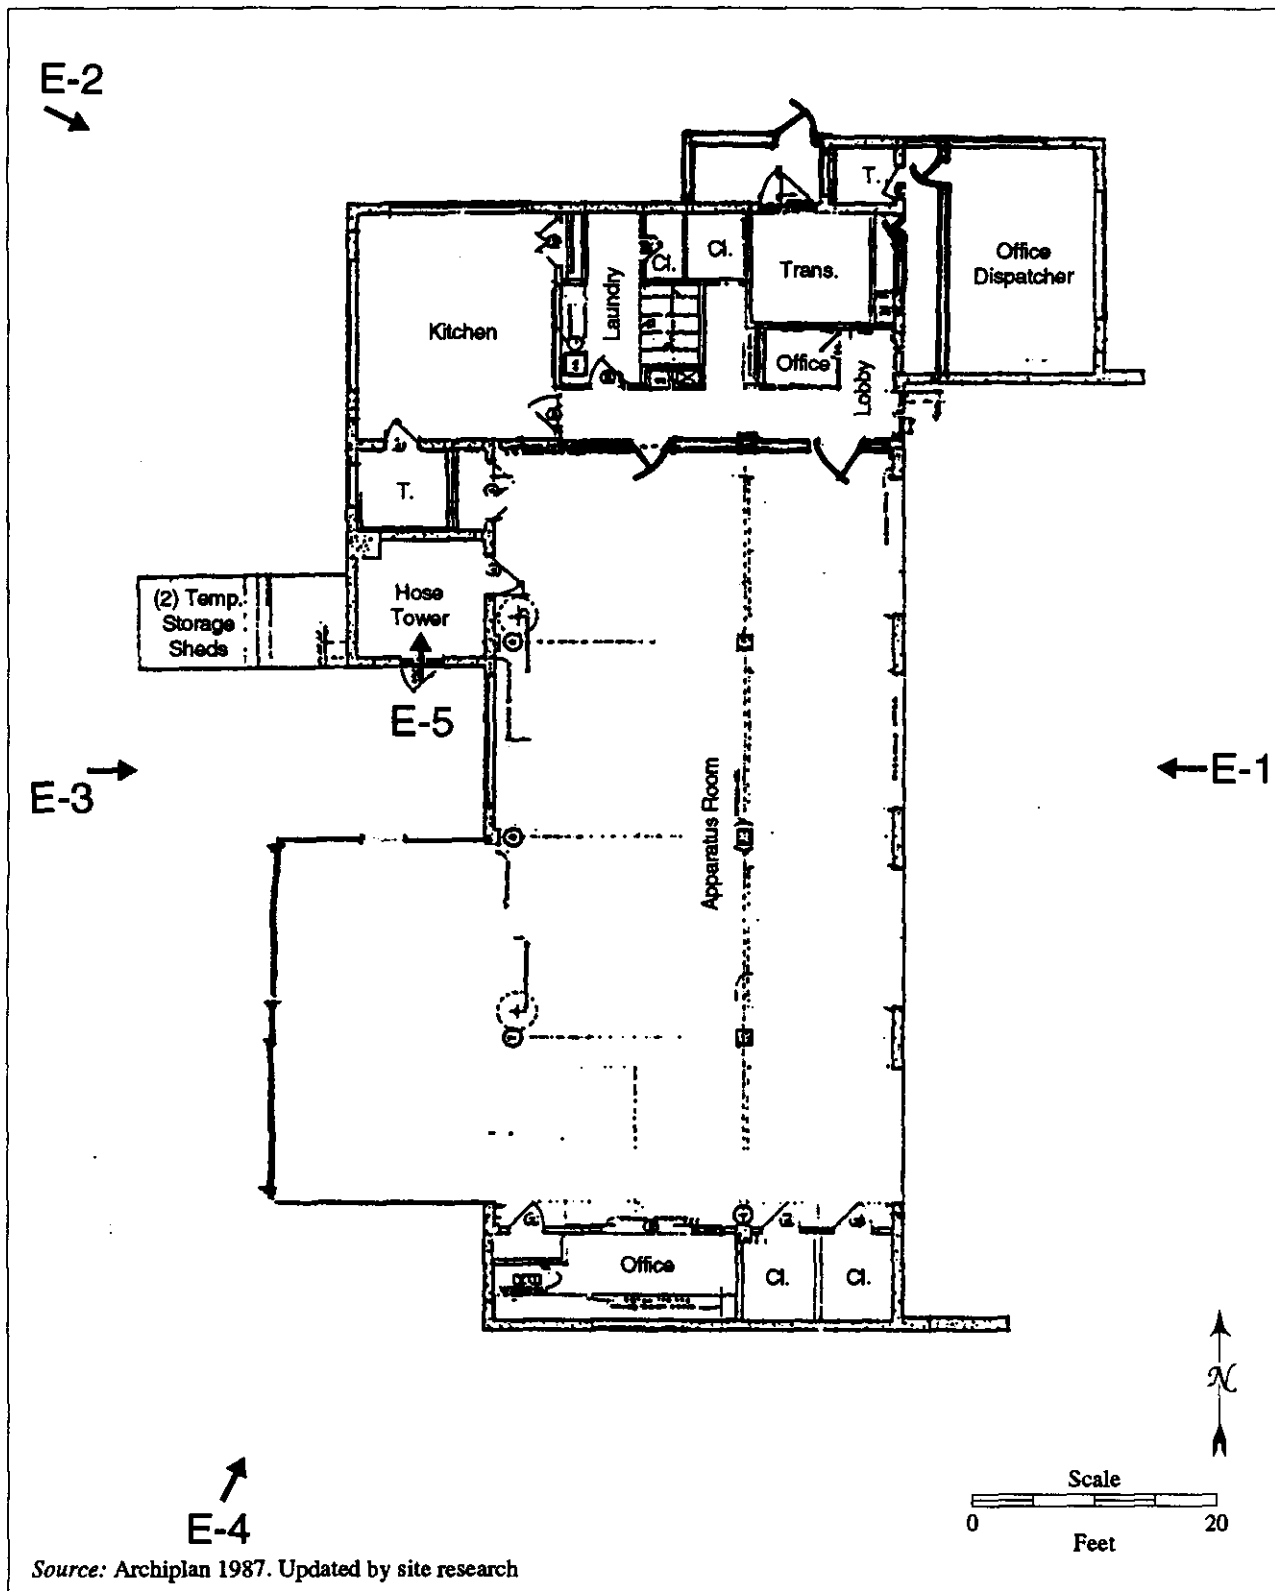 E-2
T.
Office
Dispatcher
Cl.
Cl.
Trans.
Laundry
Kitchen
Office
Lobby
T.
(2) Temp.
Storage
Sheds
Hose
Tower
E-5
E-3
E-1
Apparatus Room
Office
Cl.
Cl.
N
Scale
0
20
Feet
E-4
Source: Archiplan 1987. Updated by site research